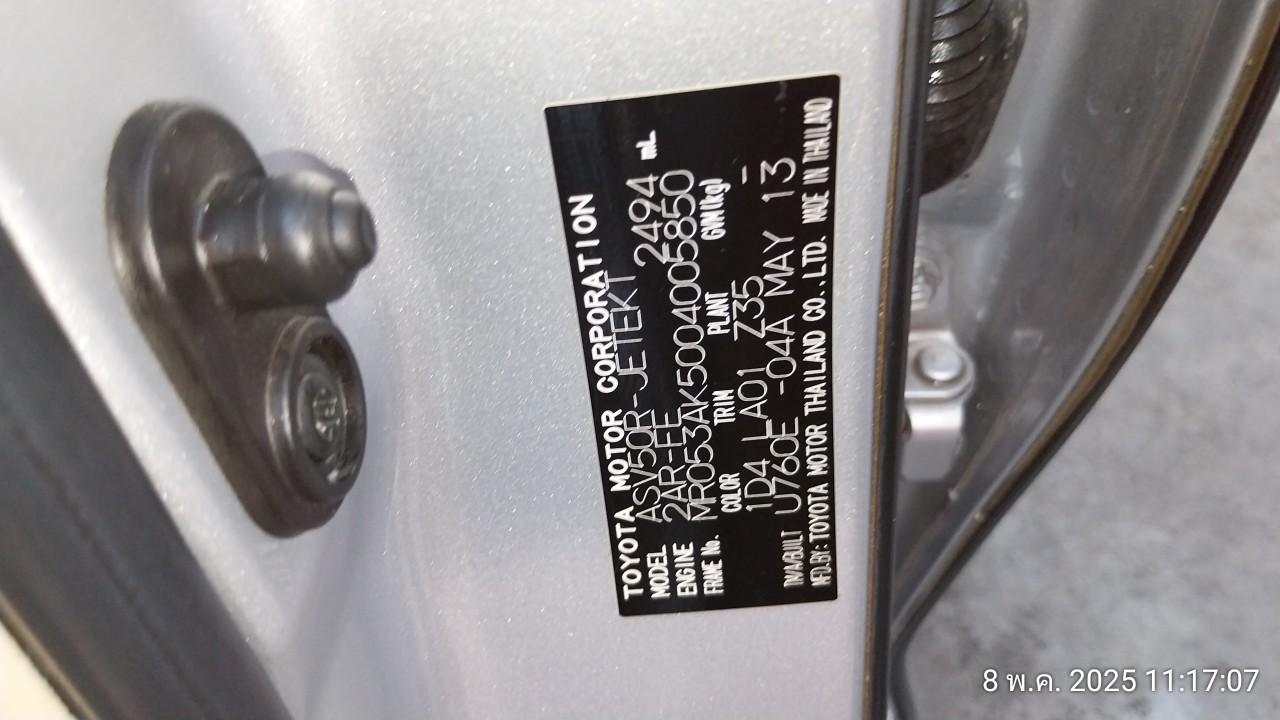 TOYOTA MOTOR CORPORATION
MODEL ASV50R-JETEKT 2494 mL
ENGINE 2AR-FE
FRAME No. MR053AK5004005850
COLOR TRIM PLANT GVM(kg)
1D4 LA01 Z35 -
T/M/A/BUILT U760E -04A MAY 13
MFD.BY: TOYOTA MOTOR THAILAND CO.,LTD. MADE IN THAILAND
8 พ.ค. 2025 11:17:07